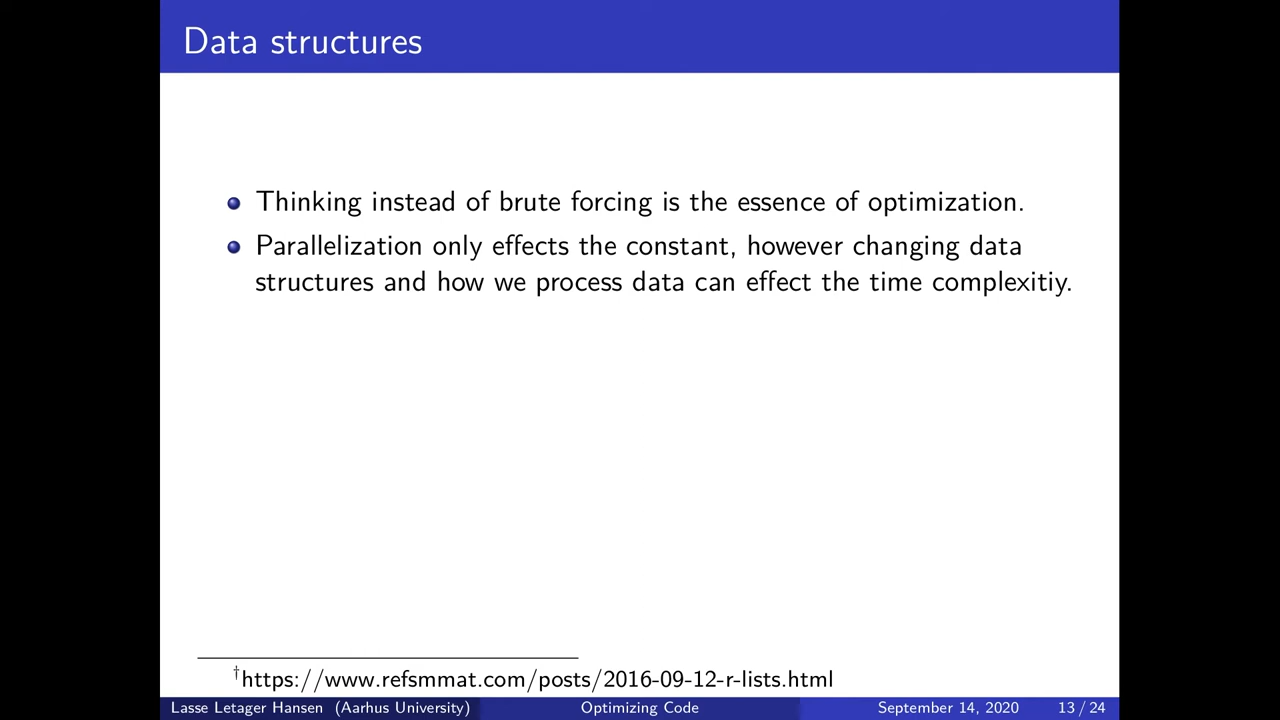 Data structures
Thinking instead of brute forcing is the essence of optimization.
Parallelization only effects the constant, however changing data
structures and how we process data can effect the time complexitiy.
†https://www.refsmmat.com/posts/2016-09-12-r-lists.html
Lasse Letager Hansen (Aarhus University) Optimizing Code September 14, 2020 13 / 24